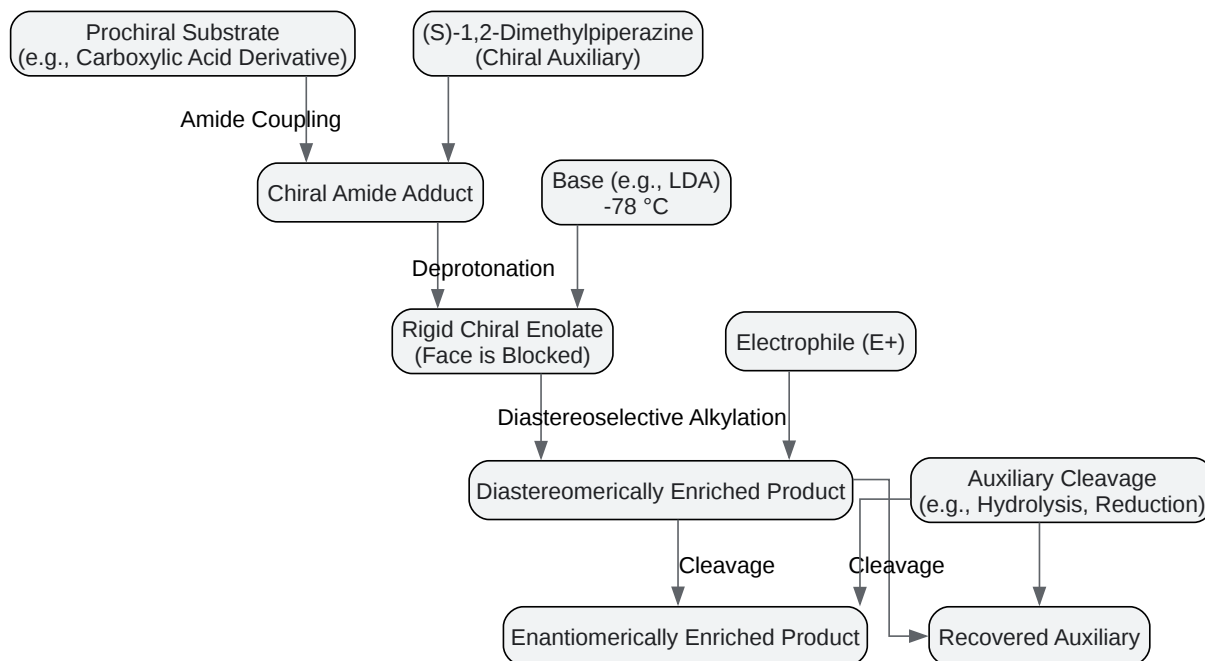 Prochiral Substrate
(e.g., Carboxylic Acid Derivative)
(S)-1,2-Dimethylpiperazine
(Chiral Auxiliary)
Amide Coupling
Chiral Amide Adduct
Base (e.g., LDA)
-78 °C
Deprotonation
Rigid Chiral Enolate
(Face is Blocked)
Electrophile (E+)
Diastereoselective Alkylation
Diastereomerically Enriched Product
Auxiliary Cleavage
(e.g., Hydrolysis, Reduction)
Cleavage
Cleavage
Enantiomerically Enriched Product
Recovered Auxiliary